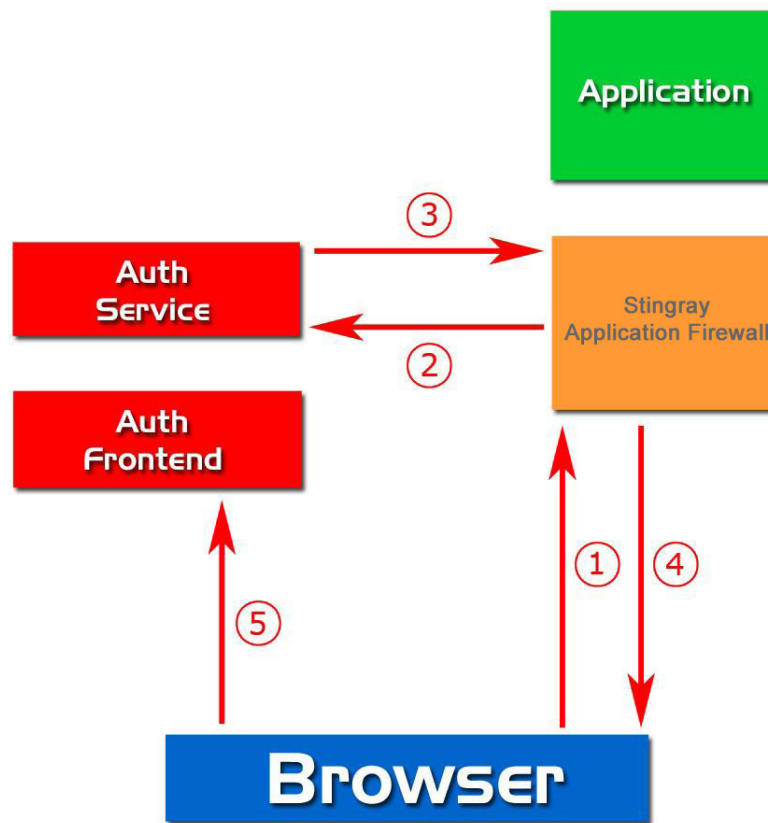 Application
③
Auth
Service
Stingray
Application Firewall
②
Auth
Frontend
①
④
⑤
Browser